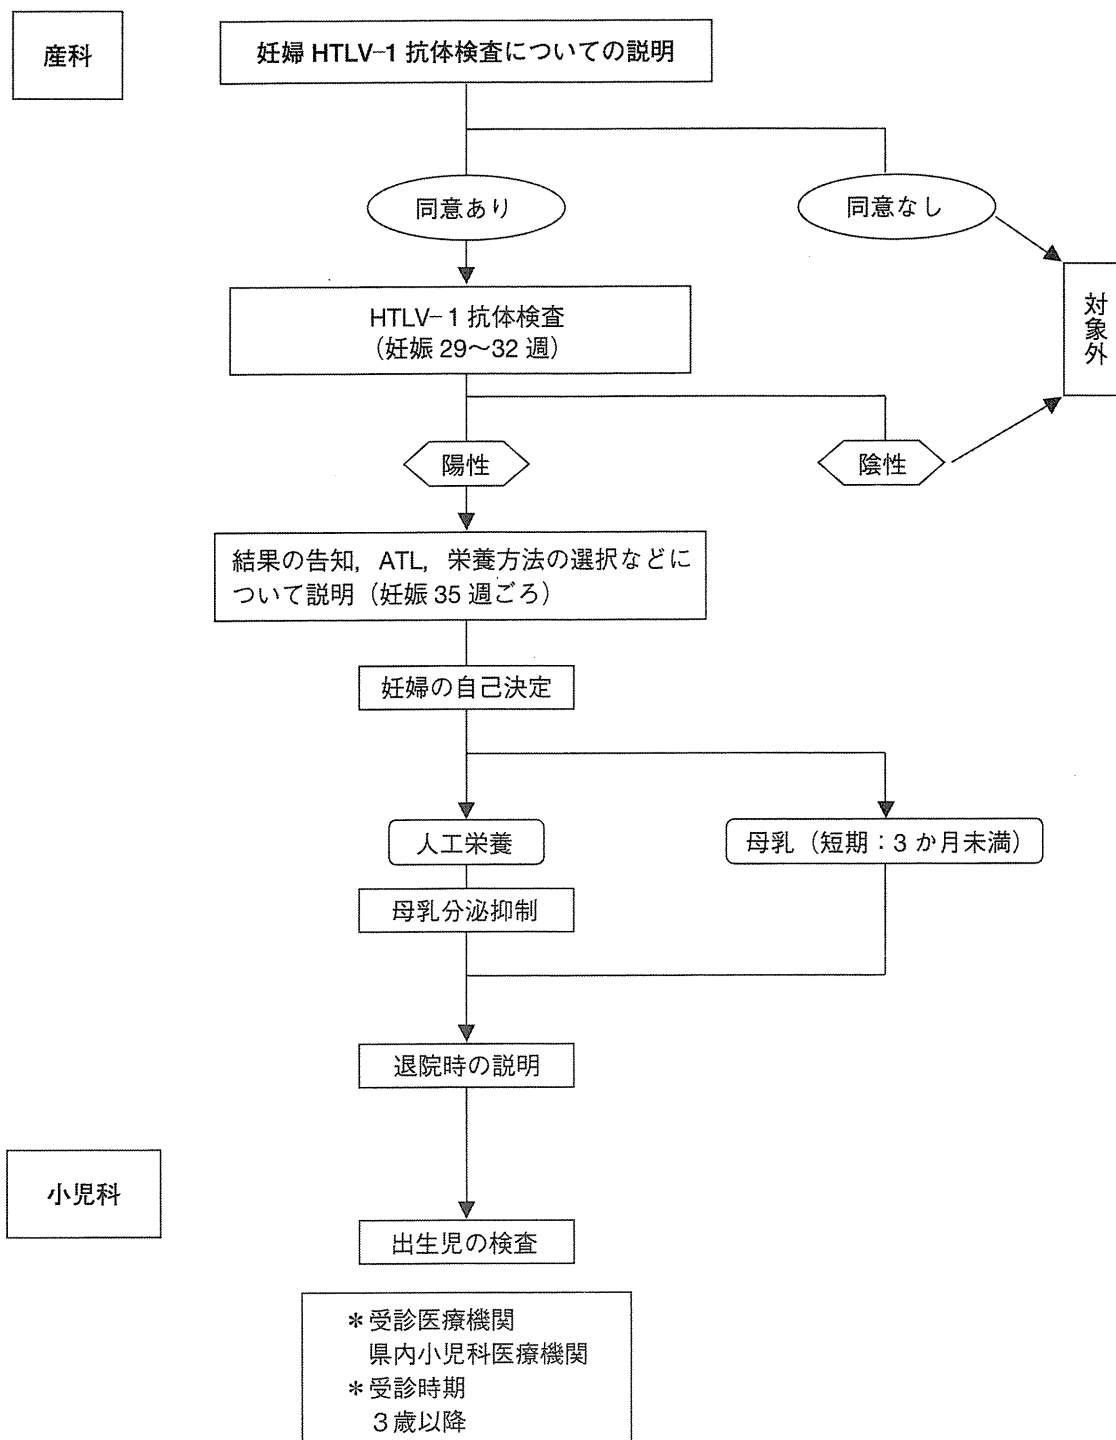 産科
妊婦 HTLV-1 抗体検査についての説明
同意あり
同意なし
対象外
HTLV-1 抗体検査
（妊娠 29〜32 週）
陽性
陰性
結果の告知，ATL，栄養方法の選択などに
ついて説明（妊娠 35 週ごろ）
妊婦の自己決定
人工栄養
母乳（短期：3 か月未満）
母乳分泌抑制
退院時の説明
小児科
出生児の検査
＊受診医療機関
県内小児科医療機関
＊受診時期
3歳以降